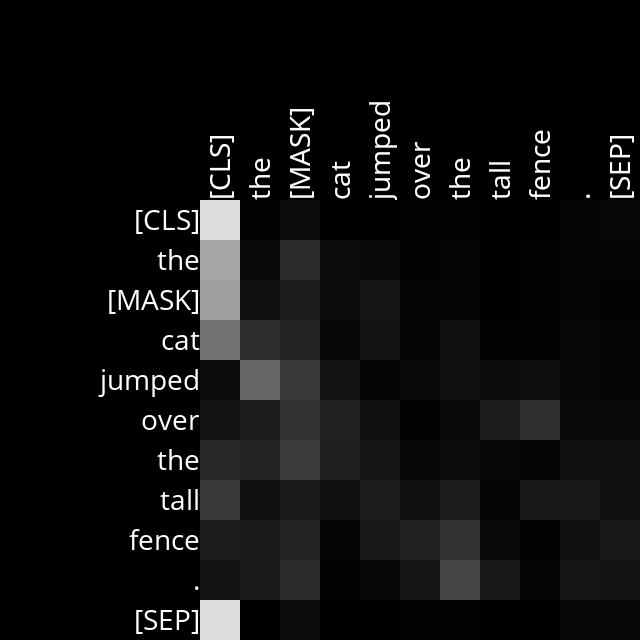 [CLS] the [MASK] cat jumped over the tall fence . [SEP]
[CLS]
the
[MASK]
cat
jumped
over
the
tall
fence
.
[SEP]